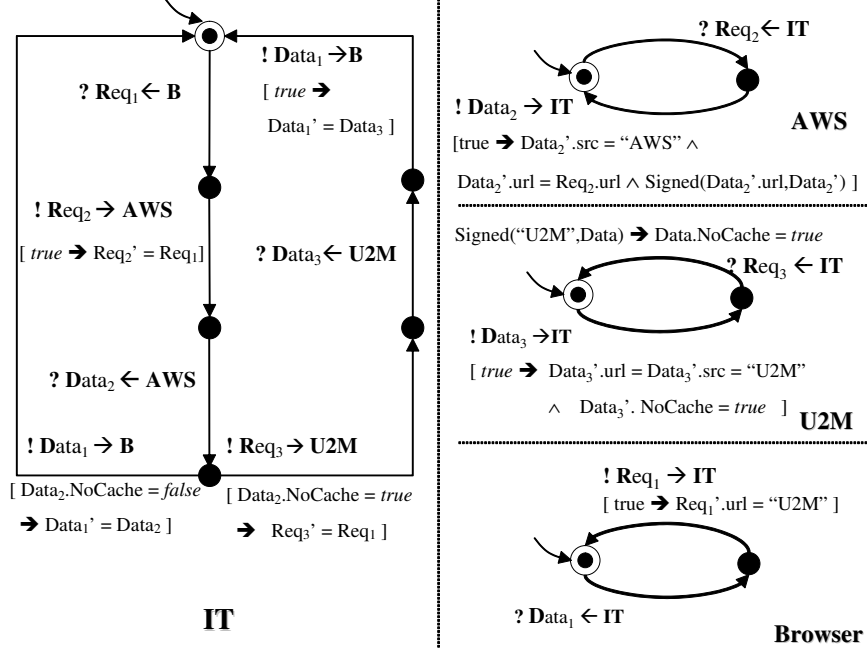 ! Data₁ → B
? Req₁ ← B
[ true ➔
Data₁’ = Data₃ ]
! Req₂ → AWS
[ true ➔ Req₂’ = Req₁]
? Data₃ ← U2M
? Data₂ ← AWS
! Data₁ → B
! Req₃ → U2M
[ Data₂.NoCache = false
➔ Data₁’ = Data₂ ]
[ Data₂.NoCache = true
➔ Req₃’ = Req₁ ]
IT
? Req₂ ← IT
! Data₂ → IT
AWS
[true ➔ Data₂’.src = “AWS” ∧
Data₂’.url = Req₂.url ∧ Signed(Data₂’.url,Data₂’) ]
Signed(“U2M”,Data) ➔ Data.NoCache = true
? Req₃ ← IT
! Data₃ → IT
[ true ➔ Data₃’.url = Data₃’.src = “U2M”
∧ Data₃’. NoCache = true ]
U2M
! Req₁ → IT
[ true ➔ Req₁’.url = “U2M” ]
? Data₁ ← IT
Browser